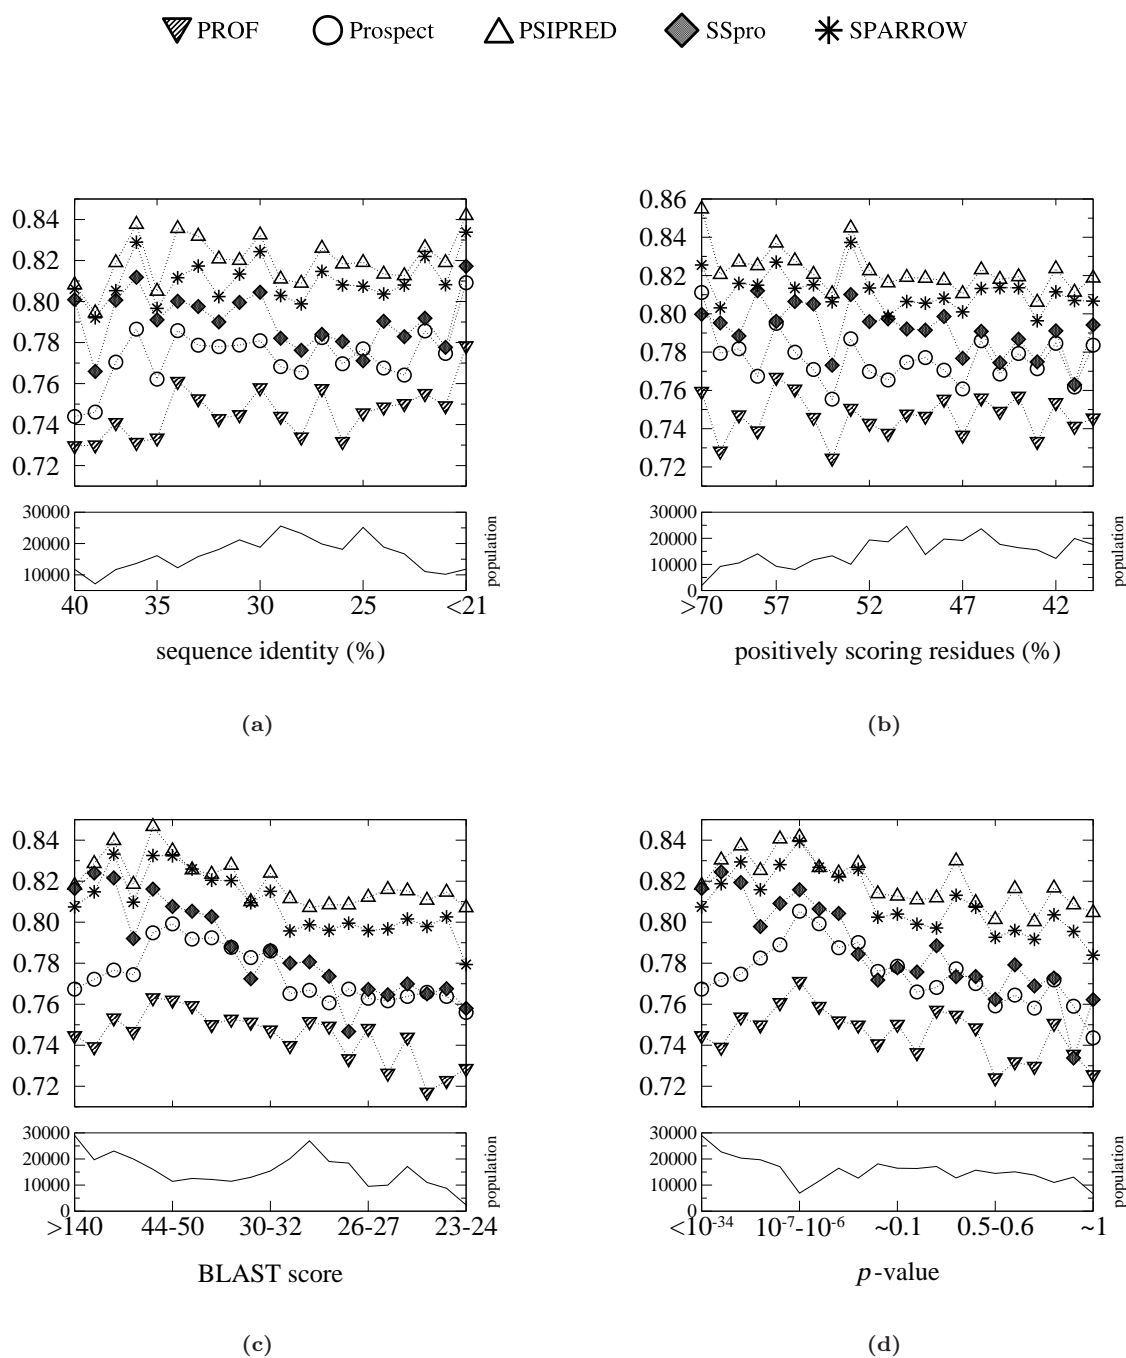 PROF Prospect PSIPRED SSpro SPARROW
0.84
0.82
0.80
0.78
0.76
0.74
0.72
30000
20000
10000
population
40 35 30 25 <21
sequence identity (%)
(a)
0.86
0.84
0.82
0.80
0.78
0.76
0.74
0.72
30000
20000
10000
0
population
>70 57 52 47 42
positively scoring residues (%)
(b)
0.84
0.82
0.80
0.78
0.76
0.74
0.72
30000
20000
10000
0
population
>140 44-50 30-32 26-27 23-24
BLAST score
(c)
0.84
0.82
0.80
0.78
0.76
0.74
0.72
30000
20000
10000
0
population
<10⁻³⁴ 10⁻⁷-10⁻⁶ ~0.1 0.5-0.6 ~1
p-value
(d)